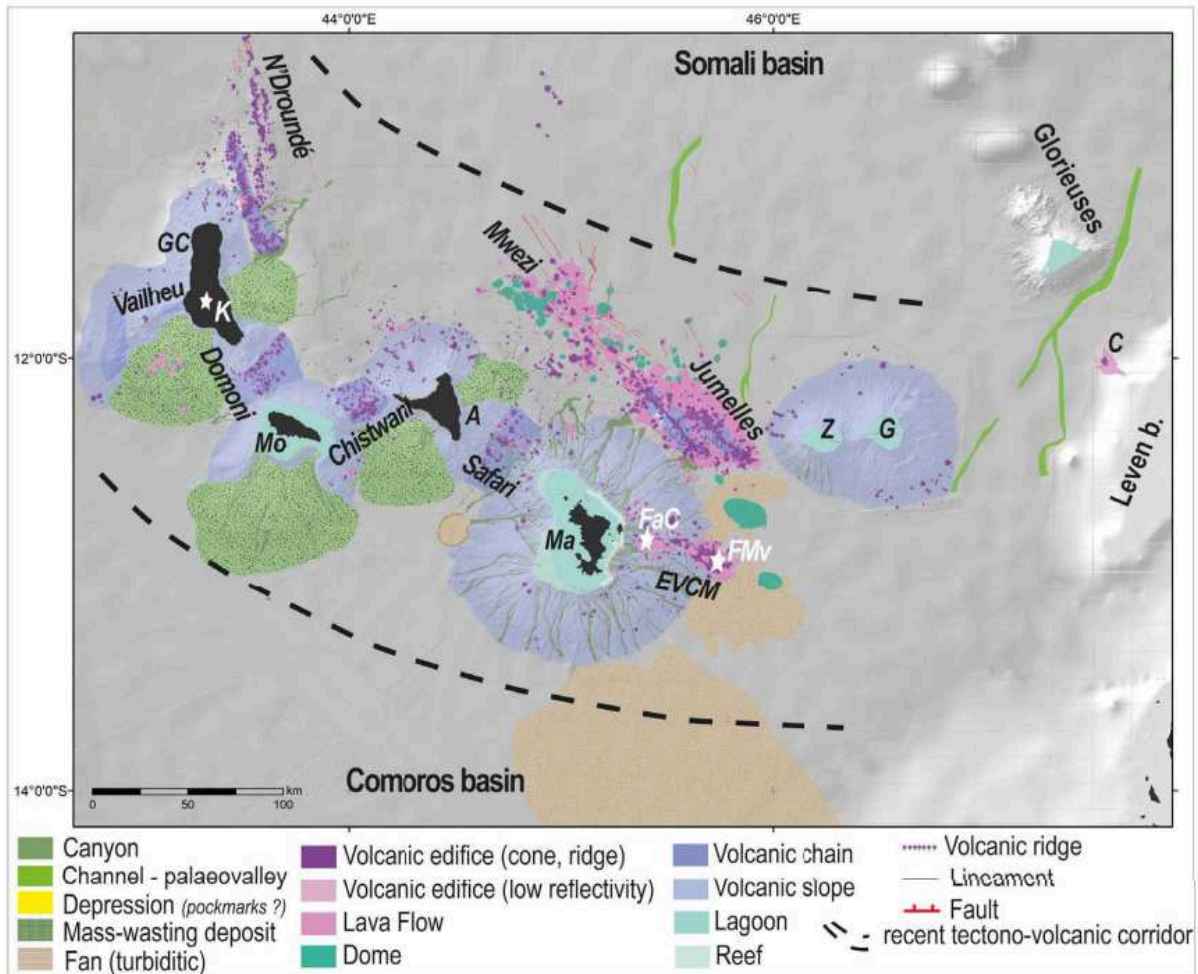 44°0'0"E
46°0'0"E
Somali basin
N'Droundé
Glorieuses
GC
Mwezi
Vailheu
K
12°0'0"S
C
Domoni
Jumelles
Chistwani
A
Mo
Z
G
Leven b.
Safari
FaC
Ma
FMv
EVCM
14°0'0"S
Comoros basin
km
0 50 100
Canyon
Channel - palaeovalley
Depression (pockmarks ?)
Mass-wasting deposit
Fan (turbiditic)
Volcanic edifice (cone, ridge)
Volcanic edifice (low reflectivity)
Lava Flow
Dome
Volcanic chain
Volcanic slope
Lagoon
Reef
Volcanic ridge
Lineament
Fault
recent tectono-volcanic corridor